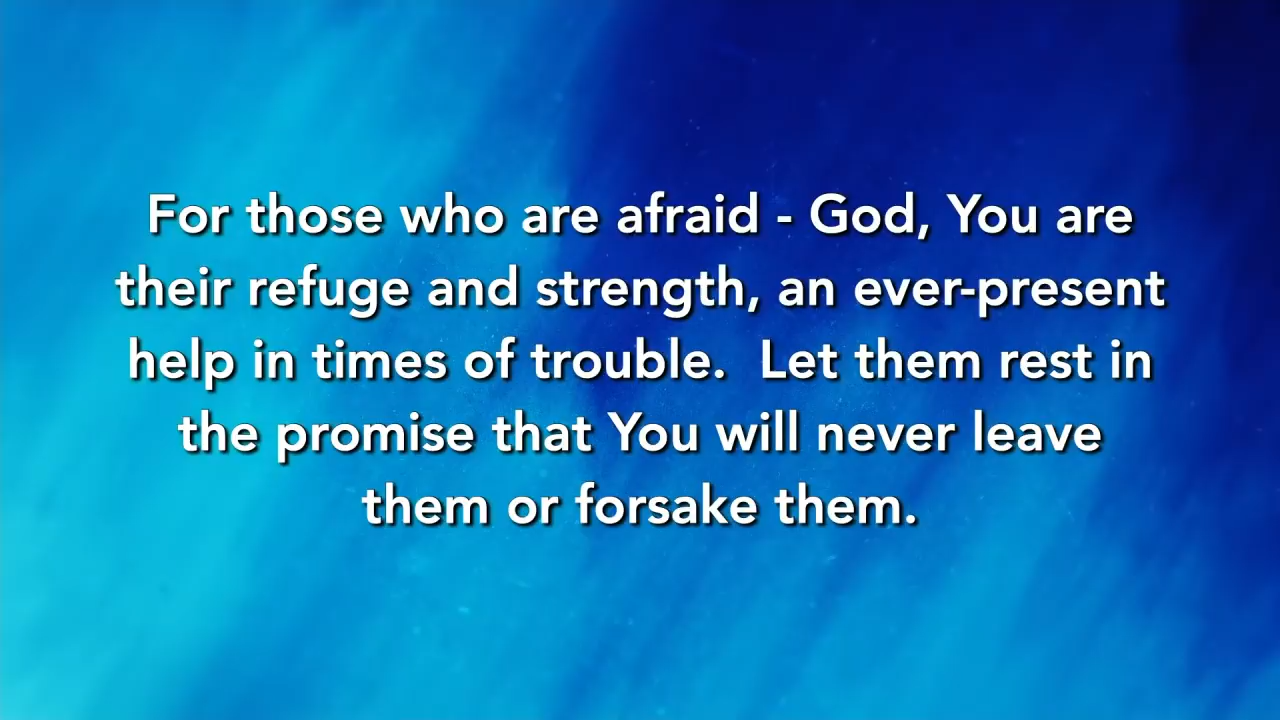 For those who are afraid - God, You are
their refuge and strength, an ever-present
help in times of trouble.  Let them rest in
the promise that You will never leave
them or forsake them.